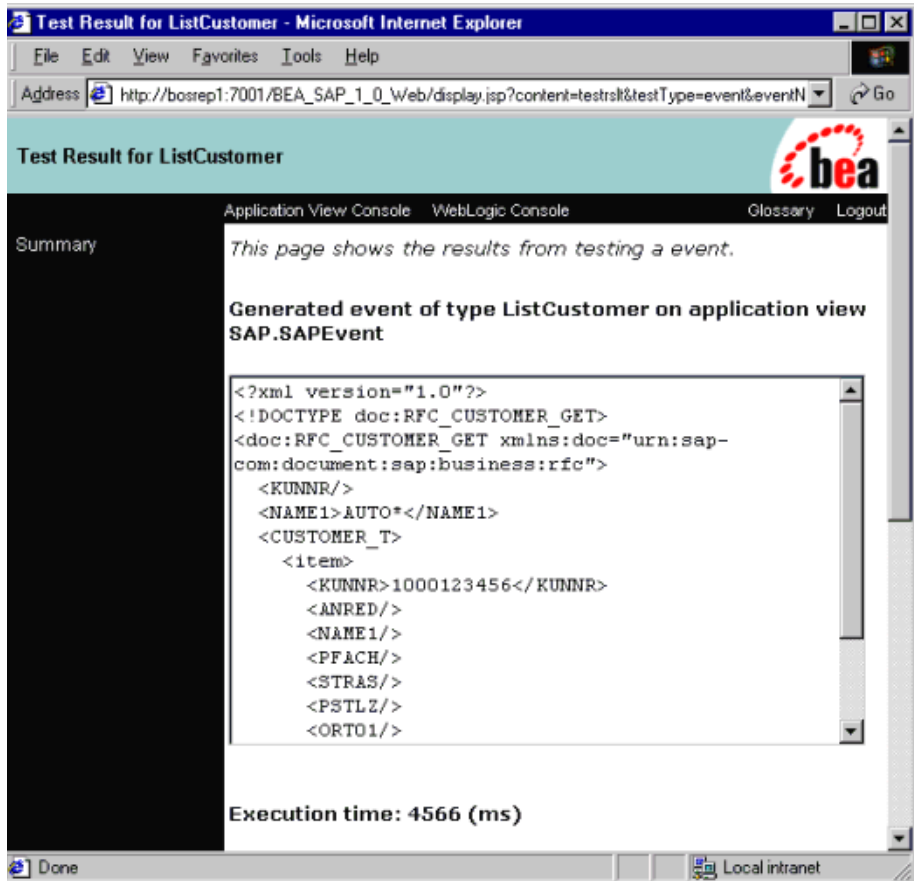 Test Result for ListCustomer - Microsoft Internet Explorer
File Edit View Favorites Tools Help
Address http://bosrep1:7001/BEA_SAP_1_0_Web/display.jsp?content=testrslt&testType=event&eventN Go
Test Result for ListCustomer
bea
Application View Console WebLogic Console Glossary Logout
Summary
This page shows the results from testing a event.
Generated event of type ListCustomer on application view
SAP.SAPEvent
<?xml version="1.0"?>
<!DOCTYPE doc:RFC_CUSTOMER_GET>
<doc:RFC_CUSTOMER_GET xmlns:doc="urn:sap-
com:document:sap:business:rfc">
<KUNNR/>
<NAME1>AUTO*</NAME1>
<CUSTOMER_T>
<item>
<KUNNR>1000123456</KUNNR>
<ANRED/>
<NAME1/>
<PFACH/>
<STRAS/>
<PSTLZ/>
<ORT01/>
Execution time: 4566 (ms)
Done
Local intranet